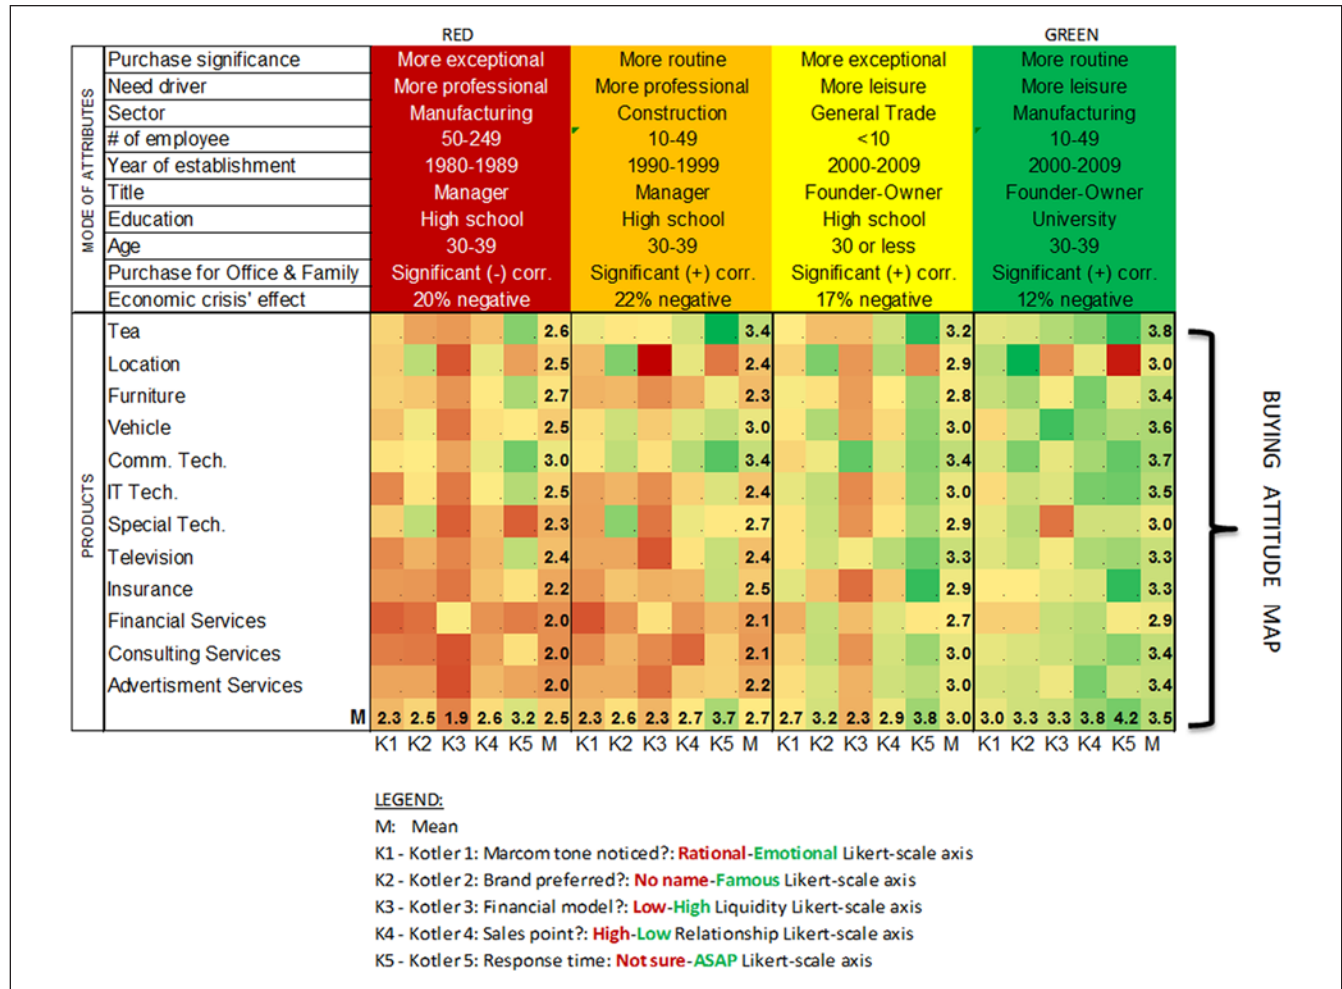 RED GREEN
Purchase significance More exceptional More routine More exceptional More routine
Need driver More professional More professional More leisure More leisure
Sector Manufacturing Construction General Trade Manufacturing
# of employee 50-249 10-49 <10 10-49
Year of establishment 1980-1989 1990-1999 2000-2009 2000-2009
Title Manager Manager Founder-Owner Founder-Owner
Education High school High school High school University
Age 30-39 30-39 30 or less 30-39
Purchase for Office & Family Significant (-) corr. Significant (+) corr. Significant (+) corr. Significant (+) corr.
Economic crisis' effect 20% negative 22% negative 17% negative 12% negative
MODE OF ATTRIBUTES
Tea 2.6 3.4 3.2 3.8
Location 2.5 2.4 2.9 3.0
Furniture 2.7 2.3 2.8 3.4
Vehicle 2.5 3.0 3.0 3.6
Comm. Tech. 3.0 3.4 3.4 3.7
IT Tech. 2.5 2.4 3.0 3.5
Special Tech. 2.3 2.7 2.9 3.0
Television 2.4 2.4 3.3 3.3
Insurance 2.2 2.5 2.9 3.3
Financial Services 2.0 2.1 2.7 2.9
Consulting Services 2.0 2.1 3.0 3.4
Advertisment Services 2.0 2.2 3.0 3.4
PRODUCTS
M 2.3 2.5 1.9 2.6 3.2 2.5 2.3 2.6 2.3 2.7 3.7 2.7 2.7 3.2 2.3 2.9 3.8 3.0 3.0 3.3 3.3 3.8 4.2 3.5
K1 K2 K3 K4 K5 M K1 K2 K3 K4 K5 M K1 K2 K3 K4 K5 M K1 K2 K3 K4 K5 M
BUYING ATTITUDE MAP
LEGEND:
M: Mean
K1 - Kotler 1: Marcom tone noticed?: Rational-Emotional Likert-scale axis
K2 - Kotler 2: Brand preferred?: No name-Famous Likert-scale axis
K3 - Kotler 3: Financial model?: Low-High Liquidity Likert-scale axis
K4 - Kotler 4: Sales point?: High-Low Relationship Likert-scale axis
K5 - Kotler 5: Response time: Not sure-ASAP Likert-scale axis